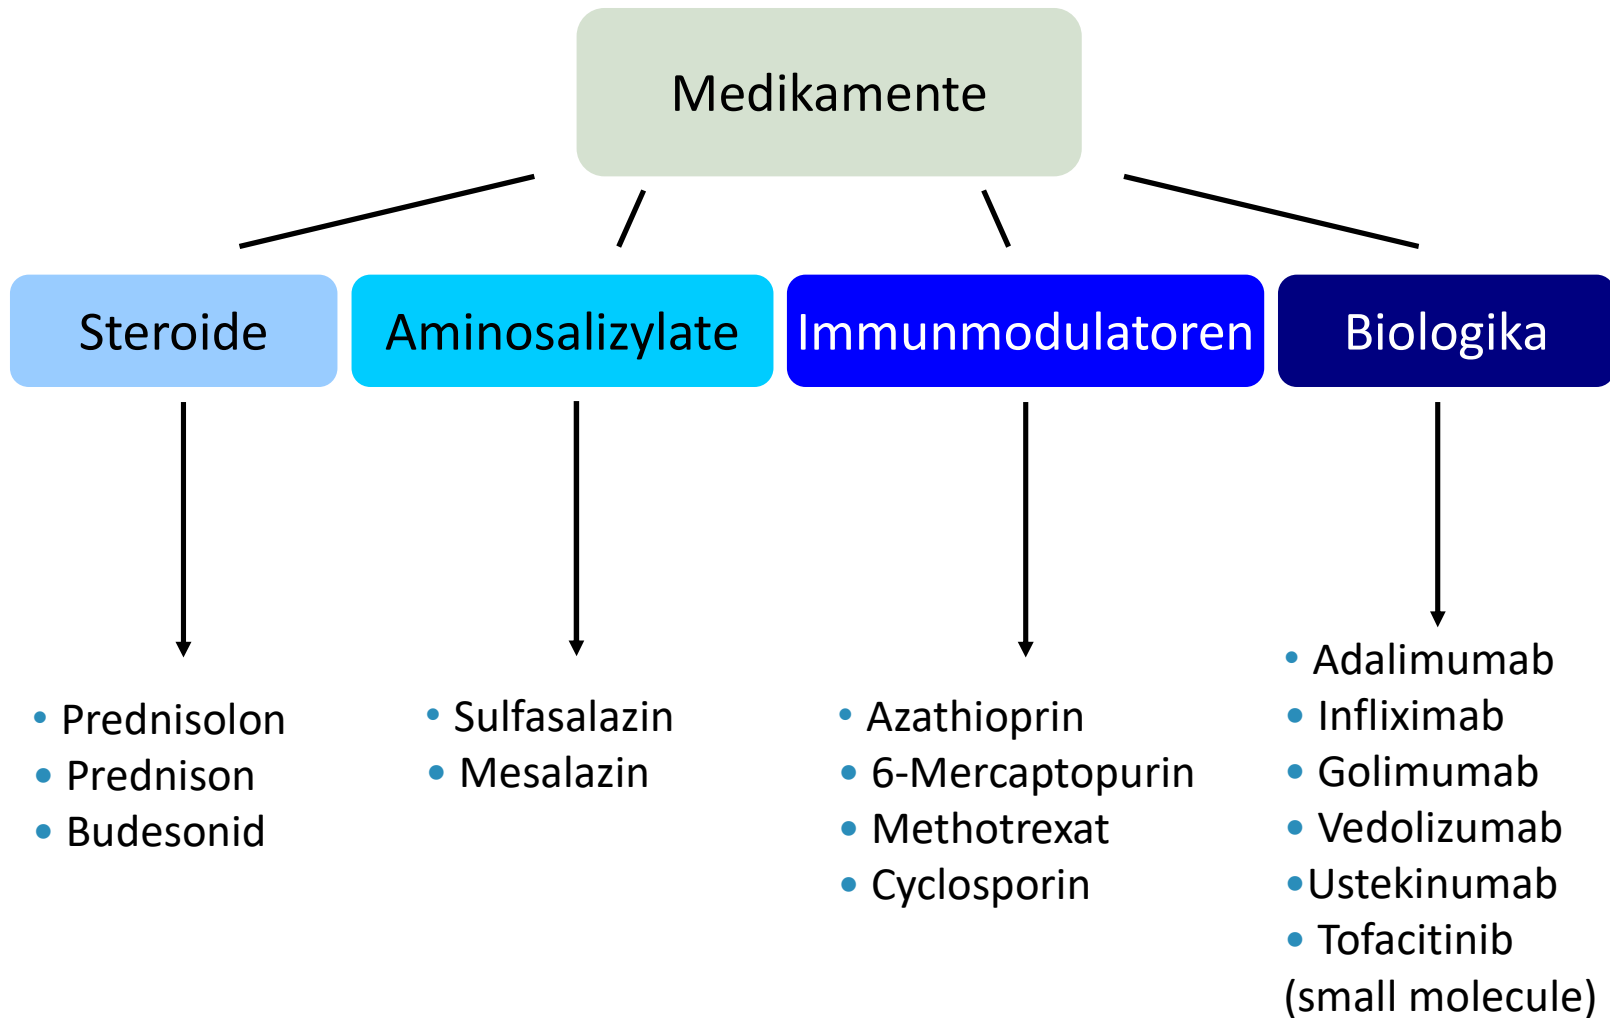 Medikamente
Steroide
Aminosalizylate
Immunmodulatoren
Biologika
• Prednisolon
• Prednison
• Budesonid
• Sulfasalazin
• Mesalazin
• Azathioprin
• 6-Mercaptopurin
• Methotrexat
• Cyclosporin
• Adalimumab
• Infliximab
• Golimumab
• Vedolizumab
•Ustekinumab
• Tofacitinib
(small molecule)